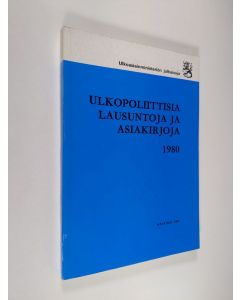 Ulkoasiainministeriön julkaisuja
ULKOPOLIITTISIA
LAUSUNTOJA JA
ASIAKIRJOJA
1980